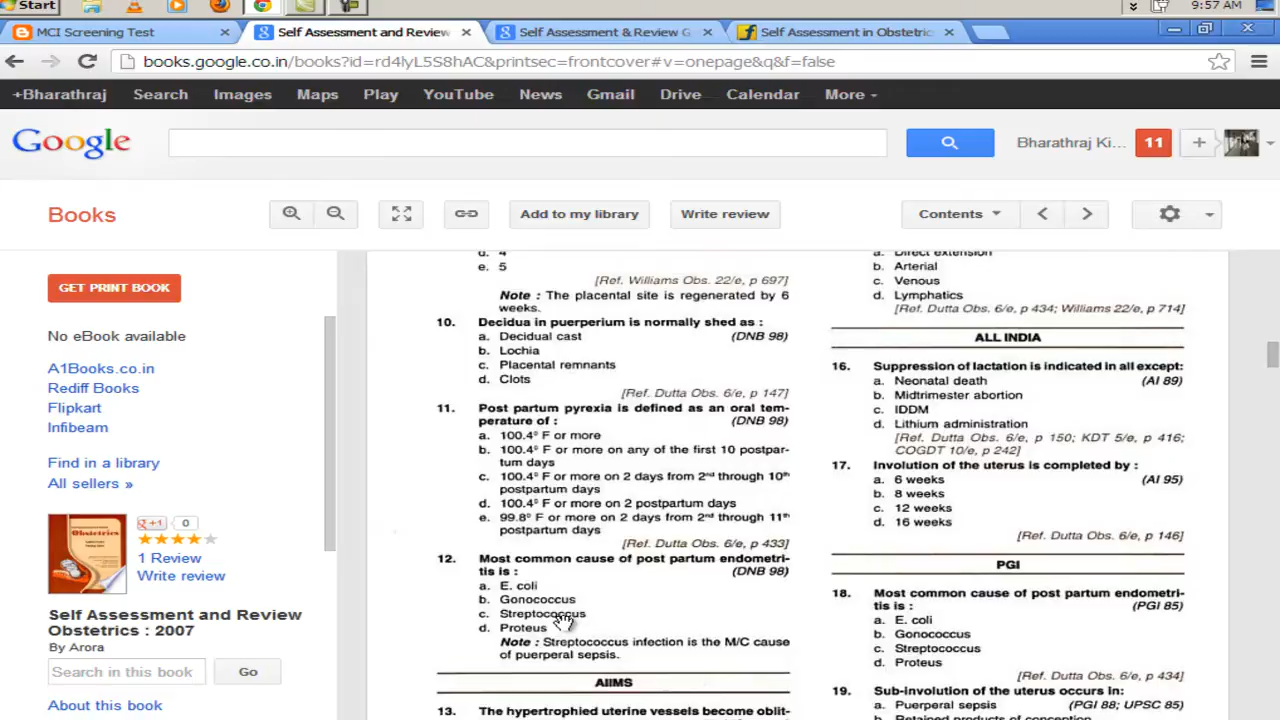 Start
9:57 AM
MCI Screening Test
Self Assessment and Review
Self Assessment & Review G
Self Assessment in Obstetric
books.google.co.in/books?id=rd4lyL5S8hAC&printsec=frontcover#v=onepage&q&f=false
+Bharathraj Search Images Maps Play YouTube News Gmail Drive Calendar More
Google
Bharathraj Ki... 11 +
Books
Add to my library
Write review
Contents
GET PRINT BOOK
No eBook available
A1Books.co.in
Rediff Books
Flipkart
Infibeam
Find in a library
All sellers »
+1 0
1 Review
Write review
Obstetrics
Self Assessment and Review
Obstetrics : 2007
By Arora
Search in this book Go
About this book
d. 4
e. 5
[Ref. Williams Obs. 22/e, p 697]
Note : The placental site is regenerated by 6
weeks.
10. Decidua in puerperium is normally shed as :
a. Decidual cast (DNB 98)
b. Lochia
c. Placental remnants
d. Clots
[Ref. Dutta Obs. 6/e, p 147]
11. Post partum pyrexia is defined as an oral tem-
perature of : (DNB 98)
a. 100.4° F or more
b. 100.4° F or more on any of the first 10 postpar-
tum days
c. 100.4° F or more on 2 days from 2nd through 10th
postpartum days
d. 100.4° F or more on 2 postpartum days
e. 99.8° F or more on 2 days from 2nd through 11th
postpartum days
[Ref. Dutta Obs. 6/e, p 433]
12. Most common cause of post partum endometri-
tis is : (DNB 98)
a. E. coli
b. Gonococcus
c. Streptococcus
d. Proteus
Note : Streptococcus infection is the M/C cause
of puerperal sepsis.
AIIMS
13. The hypertrophied uterine vessels become oblit-
a. Direct extension
b. Arterial
c. Venous
d. Lymphatics
[Ref. Dutta Obs. 6/e, p 434; Williams 22/e, p 714]
ALL INDIA
16. Suppression of lactation is indicated in all except:
a. Neonatal death (AI 89)
b. Midtrimester abortion
c. IDDM
d. Lithium administration
[Ref. Dutta Obs. 6/e, p 150; KDT 5/e, p 416;
COGDT 10/e, p 242]
17. Involution of the uterus is completed by :
a. 6 weeks (AI 95)
b. 8 weeks
c. 12 weeks
d. 16 weeks
[Ref. Dutta Obs. 6/e, p 146]
PGI
18. Most common cause of post partum endometri-
tis is : (PGI 85)
a. E. coli
b. Gonococcus
c. Streptococcus
d. Proteus
[Ref. Dutta Obs. 6/e, p 434]
19. Sub-involution of the uterus occurs in:
a. Puerperal sepsis (PGI 88; UPSC 85)
b. Retained products of conception